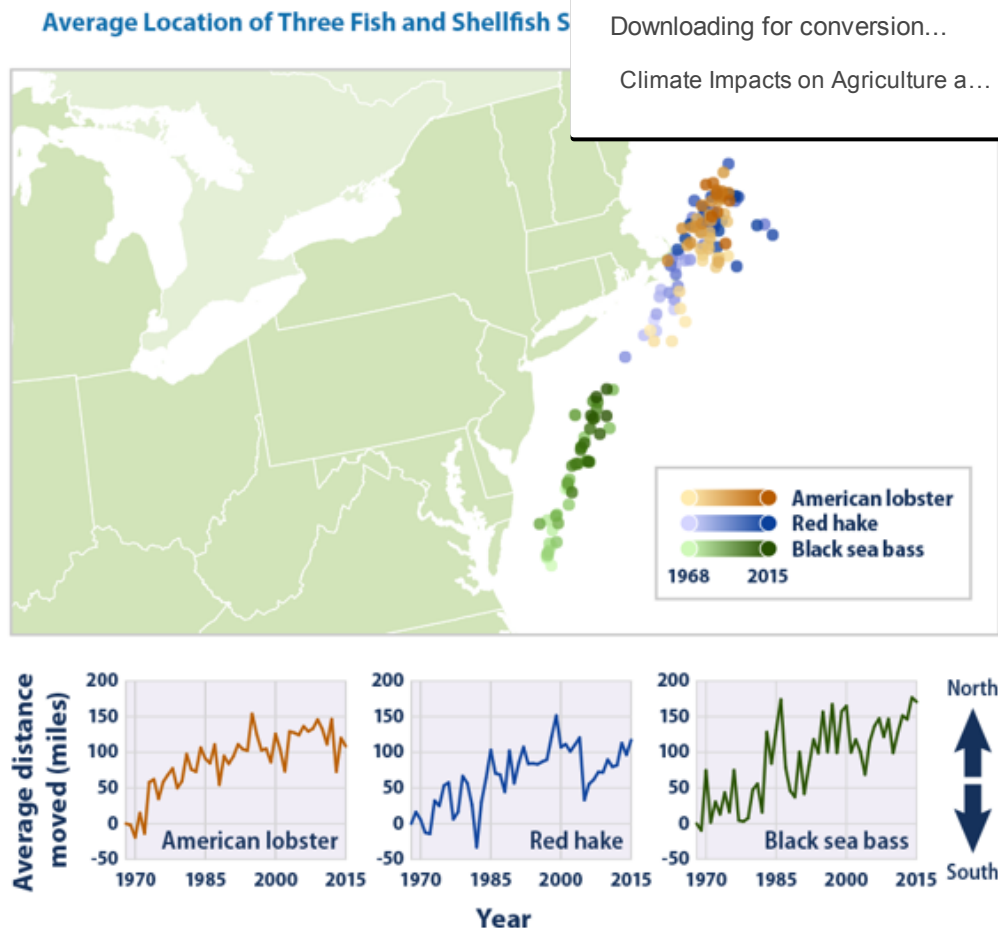 Average Location of Three Fish and Shellfish S
Downloading for conversion…
Climate Impacts on Agriculture a…
American lobster
Red hake
Black sea bass
1968 2015
Average distance
moved (miles)
200
150
100
50
0
-50
American lobster
1970 1985 2000 2015
200
150
100
50
0
-50
Red hake
1970 1985 2000 2015
200
150
100
50
0
-50
Black sea bass
1970 1985 2000 2015
North
South
Year